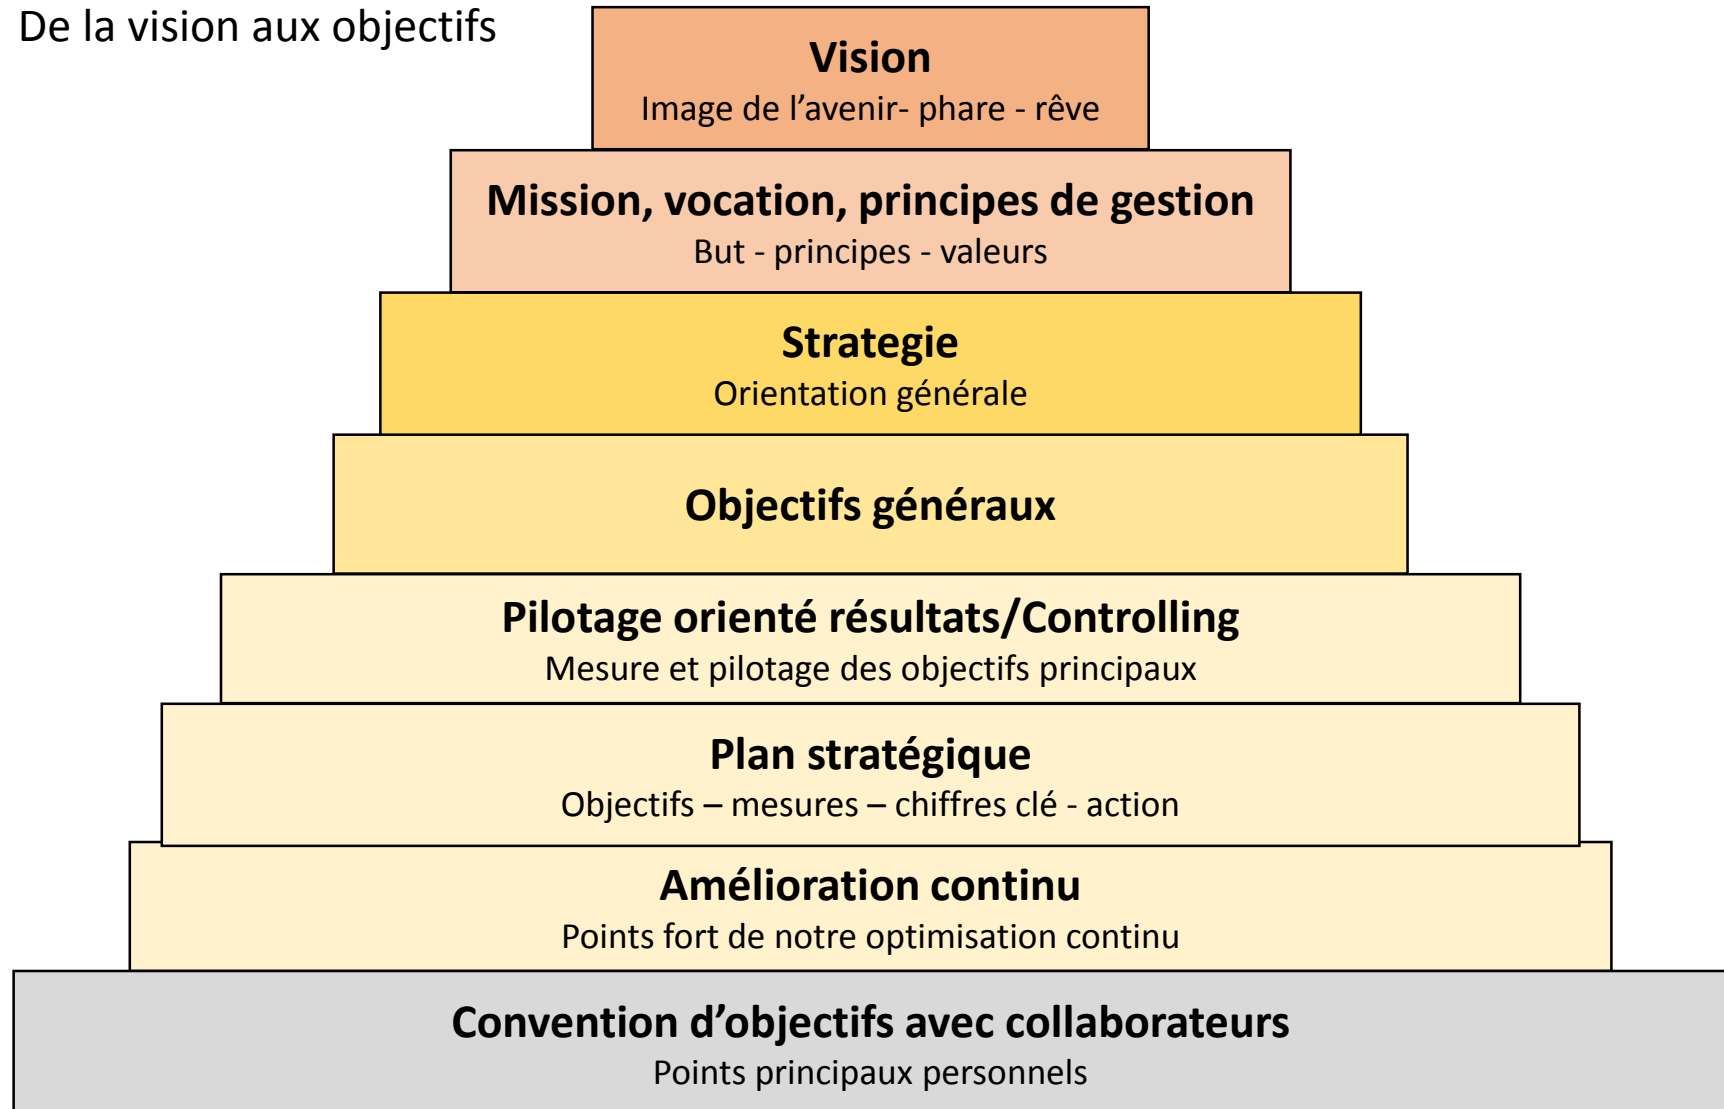 De la vision aux objectifs
Vision
Image de l’avenir- phare - rêve
Mission, vocation, principes de gestion
But - principes - valeurs
Strategie
Orientation générale
Objectifs généraux
Pilotage orienté résultats/Controlling
Mesure et pilotage des objectifs principaux
Plan stratégique
Objectifs – mesures – chiffres clé - action
Amélioration continu
Points fort de notre optimisation continu
Convention d’objectifs avec collaborateurs
Points principaux personnels